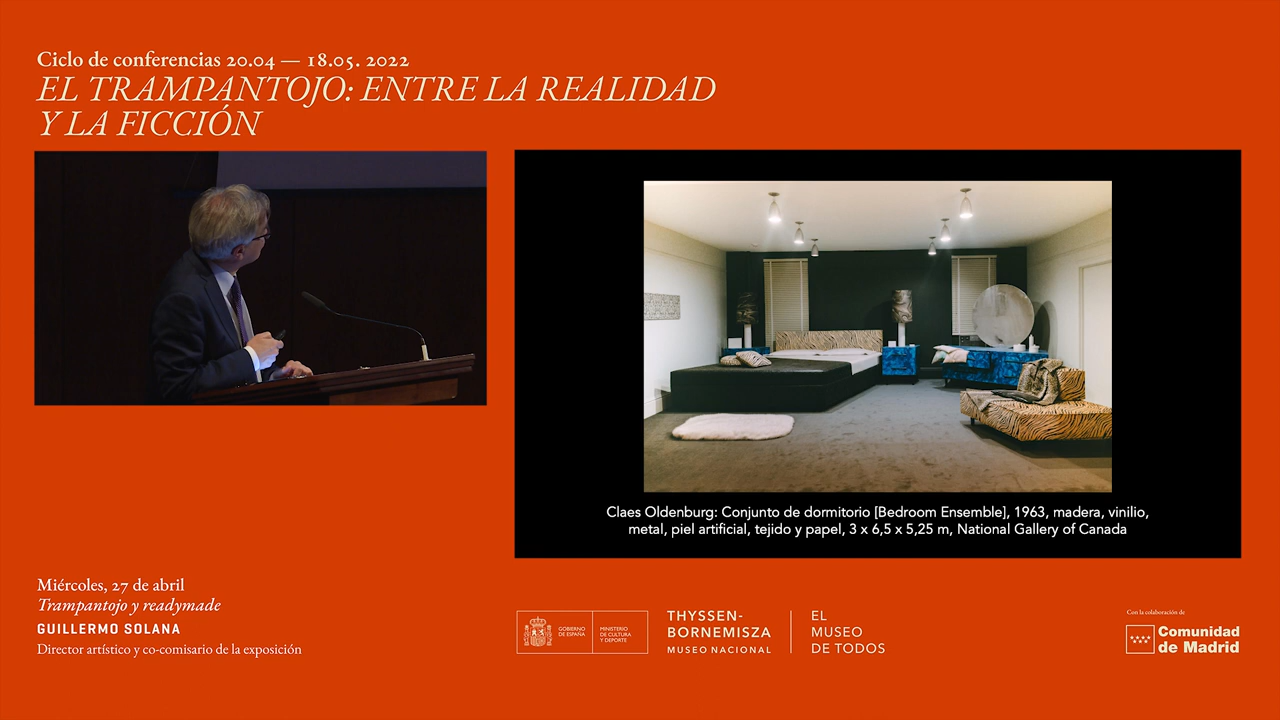 Ciclo de conferencias 20.04 — 18.05. 2022
EL TRAMPANTOJO: ENTRE LA REALIDAD
Y LA FICCIÓN
Claes Oldenburg: Conjunto de dormitorio [Bedroom Ensemble], 1963, madera, vinilio,
metal, piel artificial, tejido y papel, 3 x 6,5 x 5,25 m, National Gallery of Canada
Miércoles, 27 de abril
Trampantojo y readymade
GUILLERMO SOLANA
Director artístico y co-comisario de la exposición
GOBIERNO
DE ESPAÑA
MINISTERIO
DE CULTURA
Y DEPORTE
THYSSEN-
BORNEMISZA
MUSEO NACIONAL
EL
MUSEO
DE TODOS
Con la colaboración de
Comunidad
de Madrid